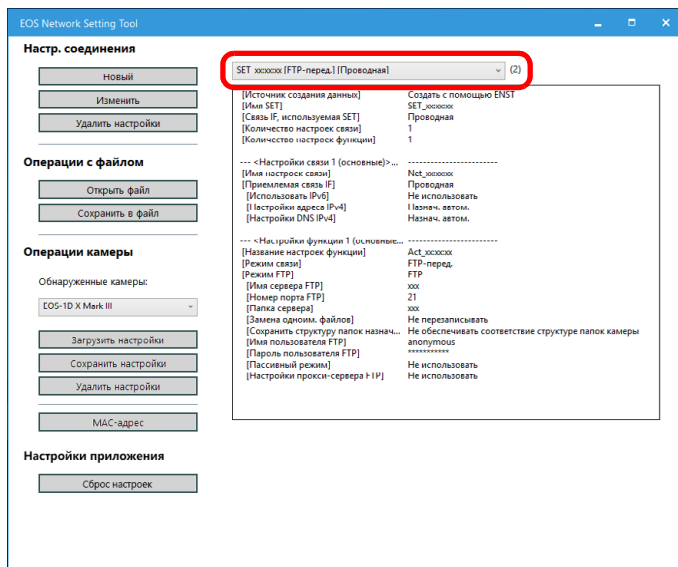 EOS Network Setting Tool
Настр. соединения
Новый
Изменить
Удалить настройки
Операции с файлом
Открыть файл
Сохранить в файл
Операции камеры
Обнаруженные камеры:
EOS-1D X Mark III
Загрузить настройки
Сохранить настройки
Удалить настройки
MAC-адрес
Настройки приложения
Сброс настроек
SET_xxxxxx [FTP-перед.] [Проводная] (2)
[Источник создания данных] Создать с помощью ENST
[Имя SET] SET_xxxxxx
[Связь IF, используемая SET] Проводная
[Количество настроек связи] 1
[Количество настроек функции] 1
--- <Настройки связи 1 (основные)>... ------------------------
[Имя настроек связи] Net_xxxxxx
[Приемлемая связь IF] Проводная
[Использовать IPv6] Не использовать
[Настройки адреса IPv4] Назнач. автом.
[Настройки DNS IPv4] Назнач. автом.
--- <Настройки функции 1 (основные... ------------------------
[Название настроек функции] Act_xxxxxx
[Режим связи] FTP-перед.
[Режим FTP] FTP
[Имя сервера FTP] xxx
[Номер порта FTP] 21
[Папка сервера] xxx
[Замена одноим. файлов] Не перезаписывать
[Сохранить структуру папок назнач... Не обеспечивать соответствие структуре папок камеры
[Имя пользователя FTP] anonymous
[Пароль пользователя FTP] ***********
[Пассивный режим] Не использовать
[Настройки прокси-сервера FTP] Не использовать